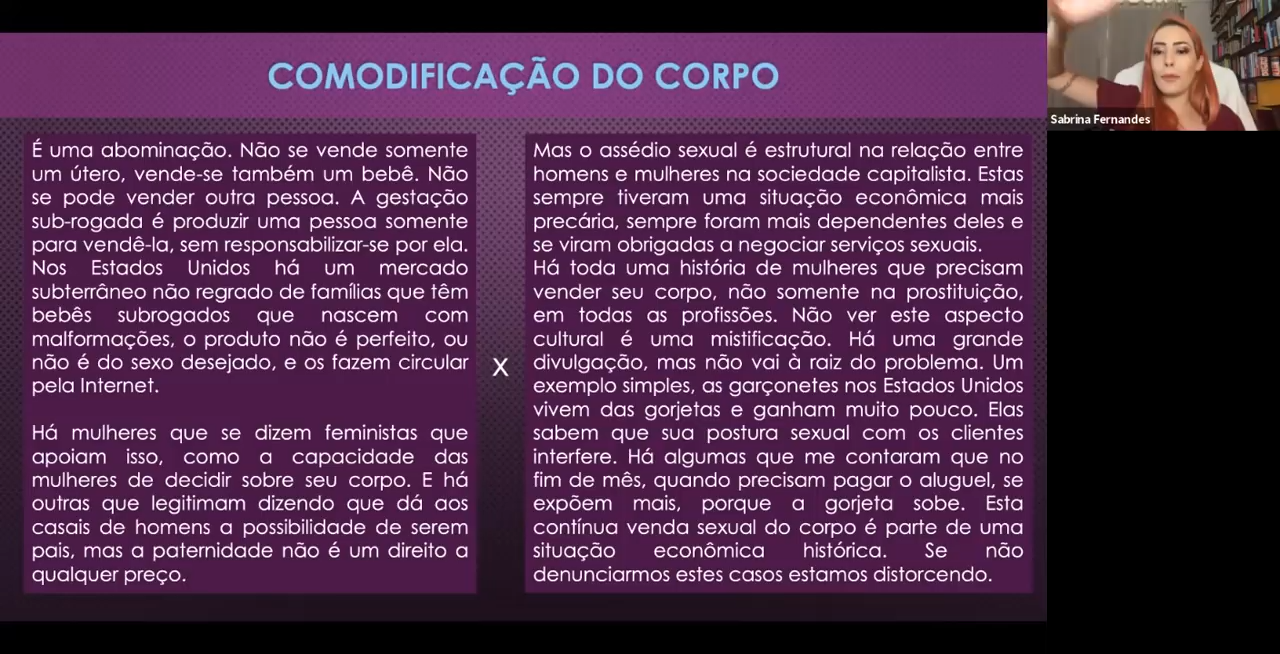 COMODIFICAÇÃO DO CORPO
É uma abominação. Não se vende somente
um útero, vende-se também um bebê. Não
se pode vender outra pessoa. A gestação
sub-rogada é produzir uma pessoa somente
para vendê-la, sem responsabilizar-se por ela.
Nos Estados Unidos há um mercado
subterrâneo não regrado de famílias que têm
bebês subrogados que nascem com
malformações, o produto não é perfeito, ou
não é do sexo desejado, e os fazem circular
pela Internet.
Há mulheres que se dizem feministas que
apoiam isso, como a capacidade das
mulheres de decidir sobre seu corpo. E há
outras que legitimam dizendo que dá aos
casais de homens a possibilidade de serem
pais, mas a paternidade não é um direito a
qualquer preço.
X
Mas o assédio sexual é estrutural na relação entre
homens e mulheres na sociedade capitalista. Estas
sempre tiveram uma situação econômica mais
precária, sempre foram mais dependentes deles e
se viram obrigadas a negociar serviços sexuais.
Há toda uma história de mulheres que precisam
vender seu corpo, não somente na prostituição,
em todas as profissões. Não ver este aspecto
cultural é uma mistificação. Há uma grande
divulgação, mas não vai à raiz do problema. Um
exemplo simples, as garçonetes nos Estados Unidos
vivem das gorjetas e ganham muito pouco. Elas
sabem que sua postura sexual com os clientes
interfere. Há algumas que me contaram que no
fim de mês, quando precisam pagar o aluguel, se
expõem mais, porque a gorjeta sobe. Esta
contínua venda sexual do corpo é parte de uma
situação econômica histórica. Se não
denunciarmos estes casos estamos distorcendo.
Sabrina Fernandes